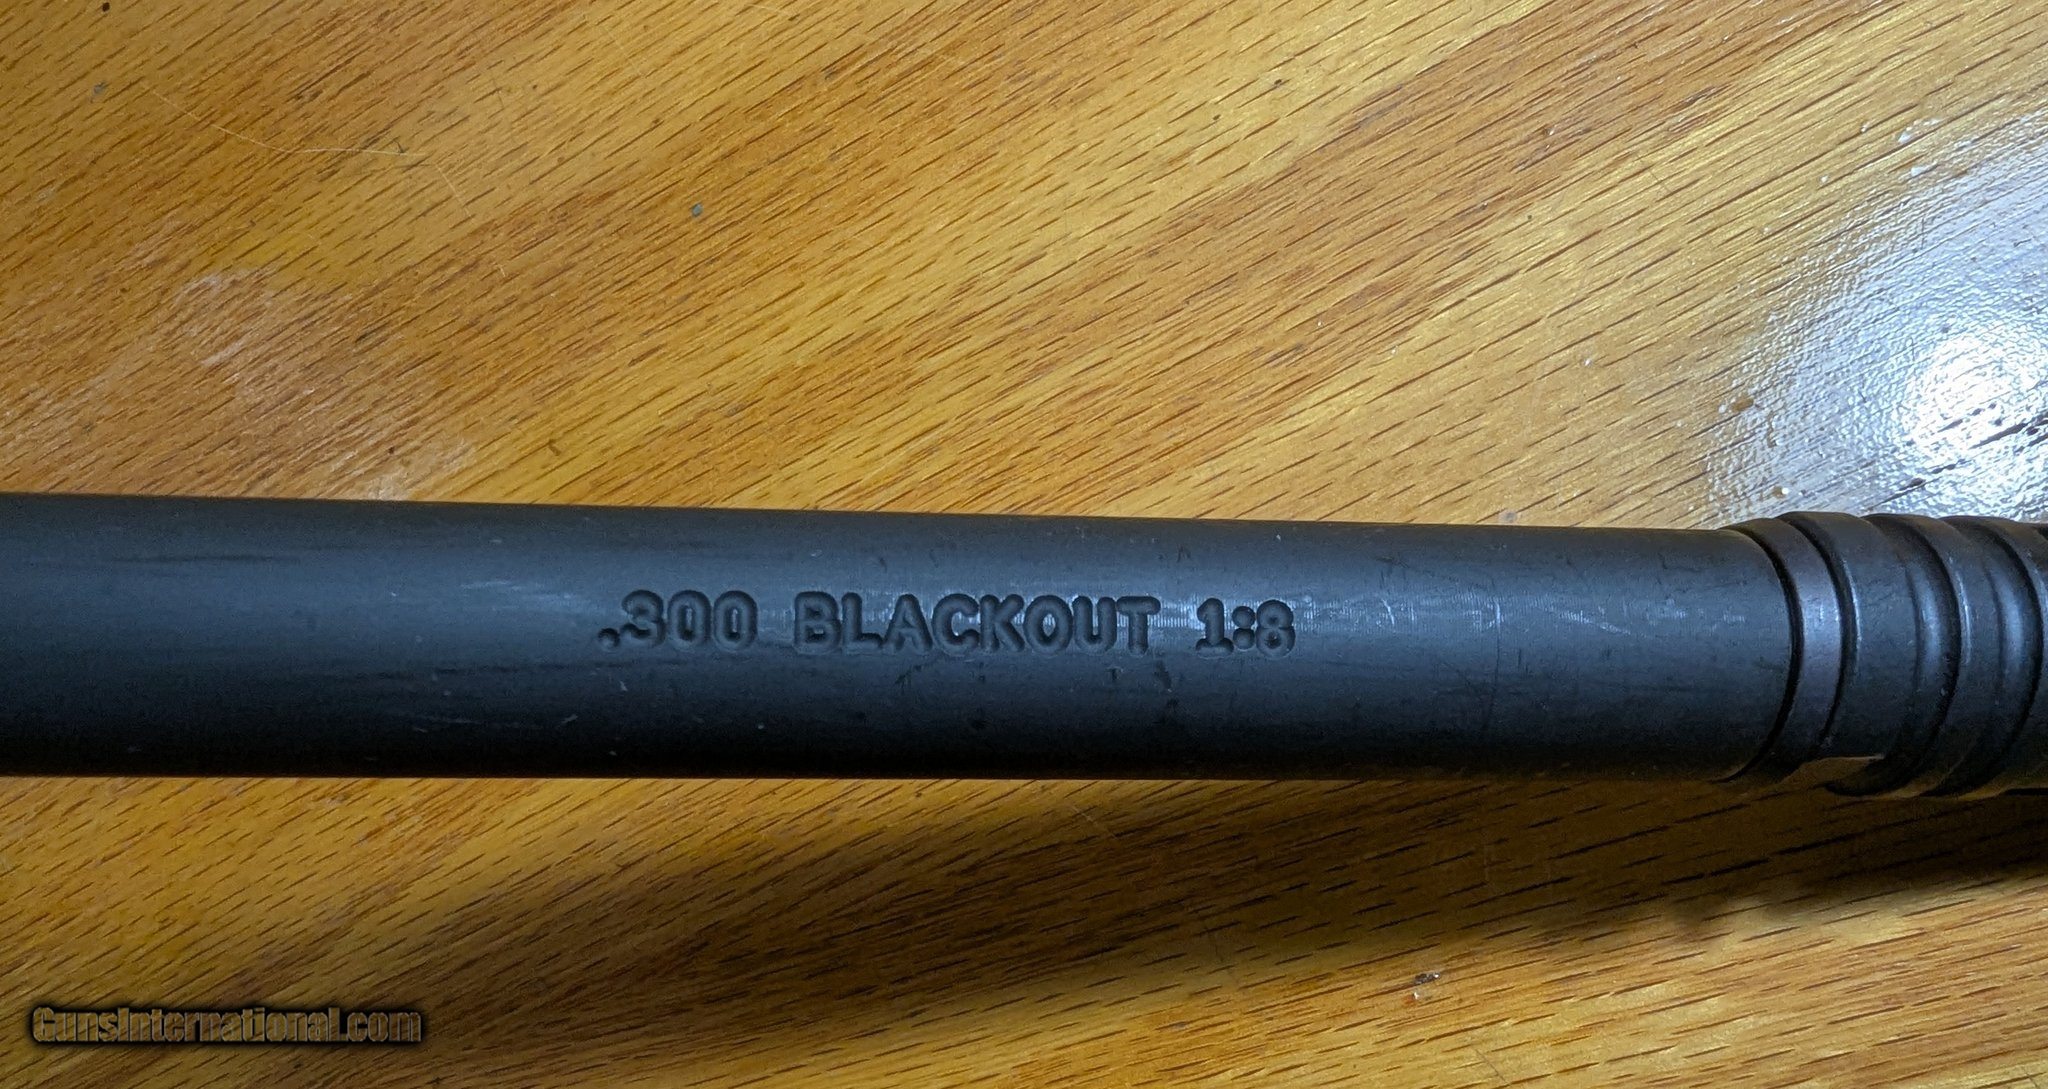 .300 BLACKOUT 1:8
GunsInternational.com